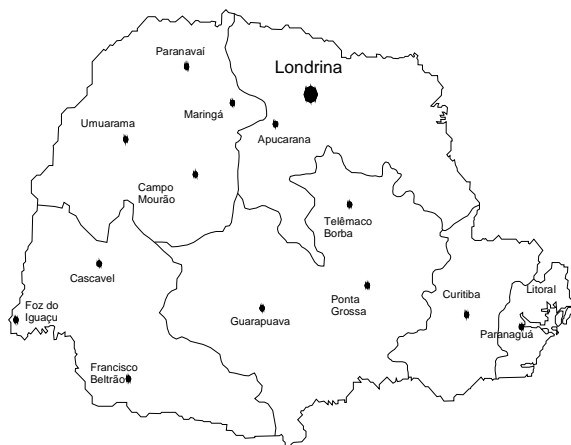 Paranavaí
Londrina
Maringá
Umuarama
Apucarana
Campo
Mourão
Telêmaco
Borba
Cascavel
Foz do
Iguaçu
Guarapuava
Ponta
Grossa
Curitiba
Litoral
Paranaguá
Francisco
Beltrão